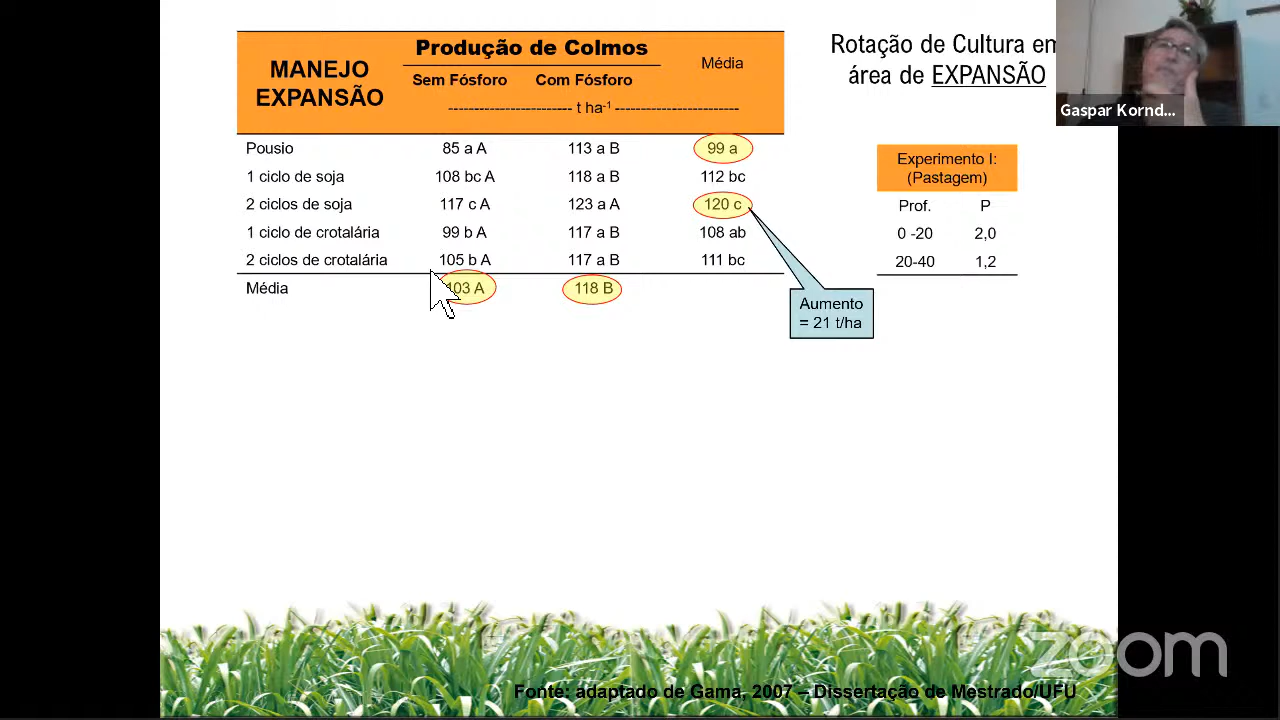 Produção de Colmos
MANEJO
EXPANSÃO
Média
Sem Fósforo Com Fósforo
------------------------ t ha-1 ------------------------
Pousio 85 a A 113 a B 99 a
1 ciclo de soja 108 bc A 118 a B 112 bc
2 ciclos de soja 117 c A 123 a A 120 c
1 ciclo de crotalária 99 b A 117 a B 108 ab
2 ciclos de crotalária 105 b A 117 a B 111 bc
Média 103 A 118 B
Aumento
= 21 t/ha
Rotação de Cultura em
área de EXPANSÃO
Gaspar Kornd...
Experimento I:
(Pastagem)
Prof. P
0 -20 2,0
20-40 1,2
zoom
Fonte: adaptado de Gama, 2007 – Dissertação de Mestrado/UFU